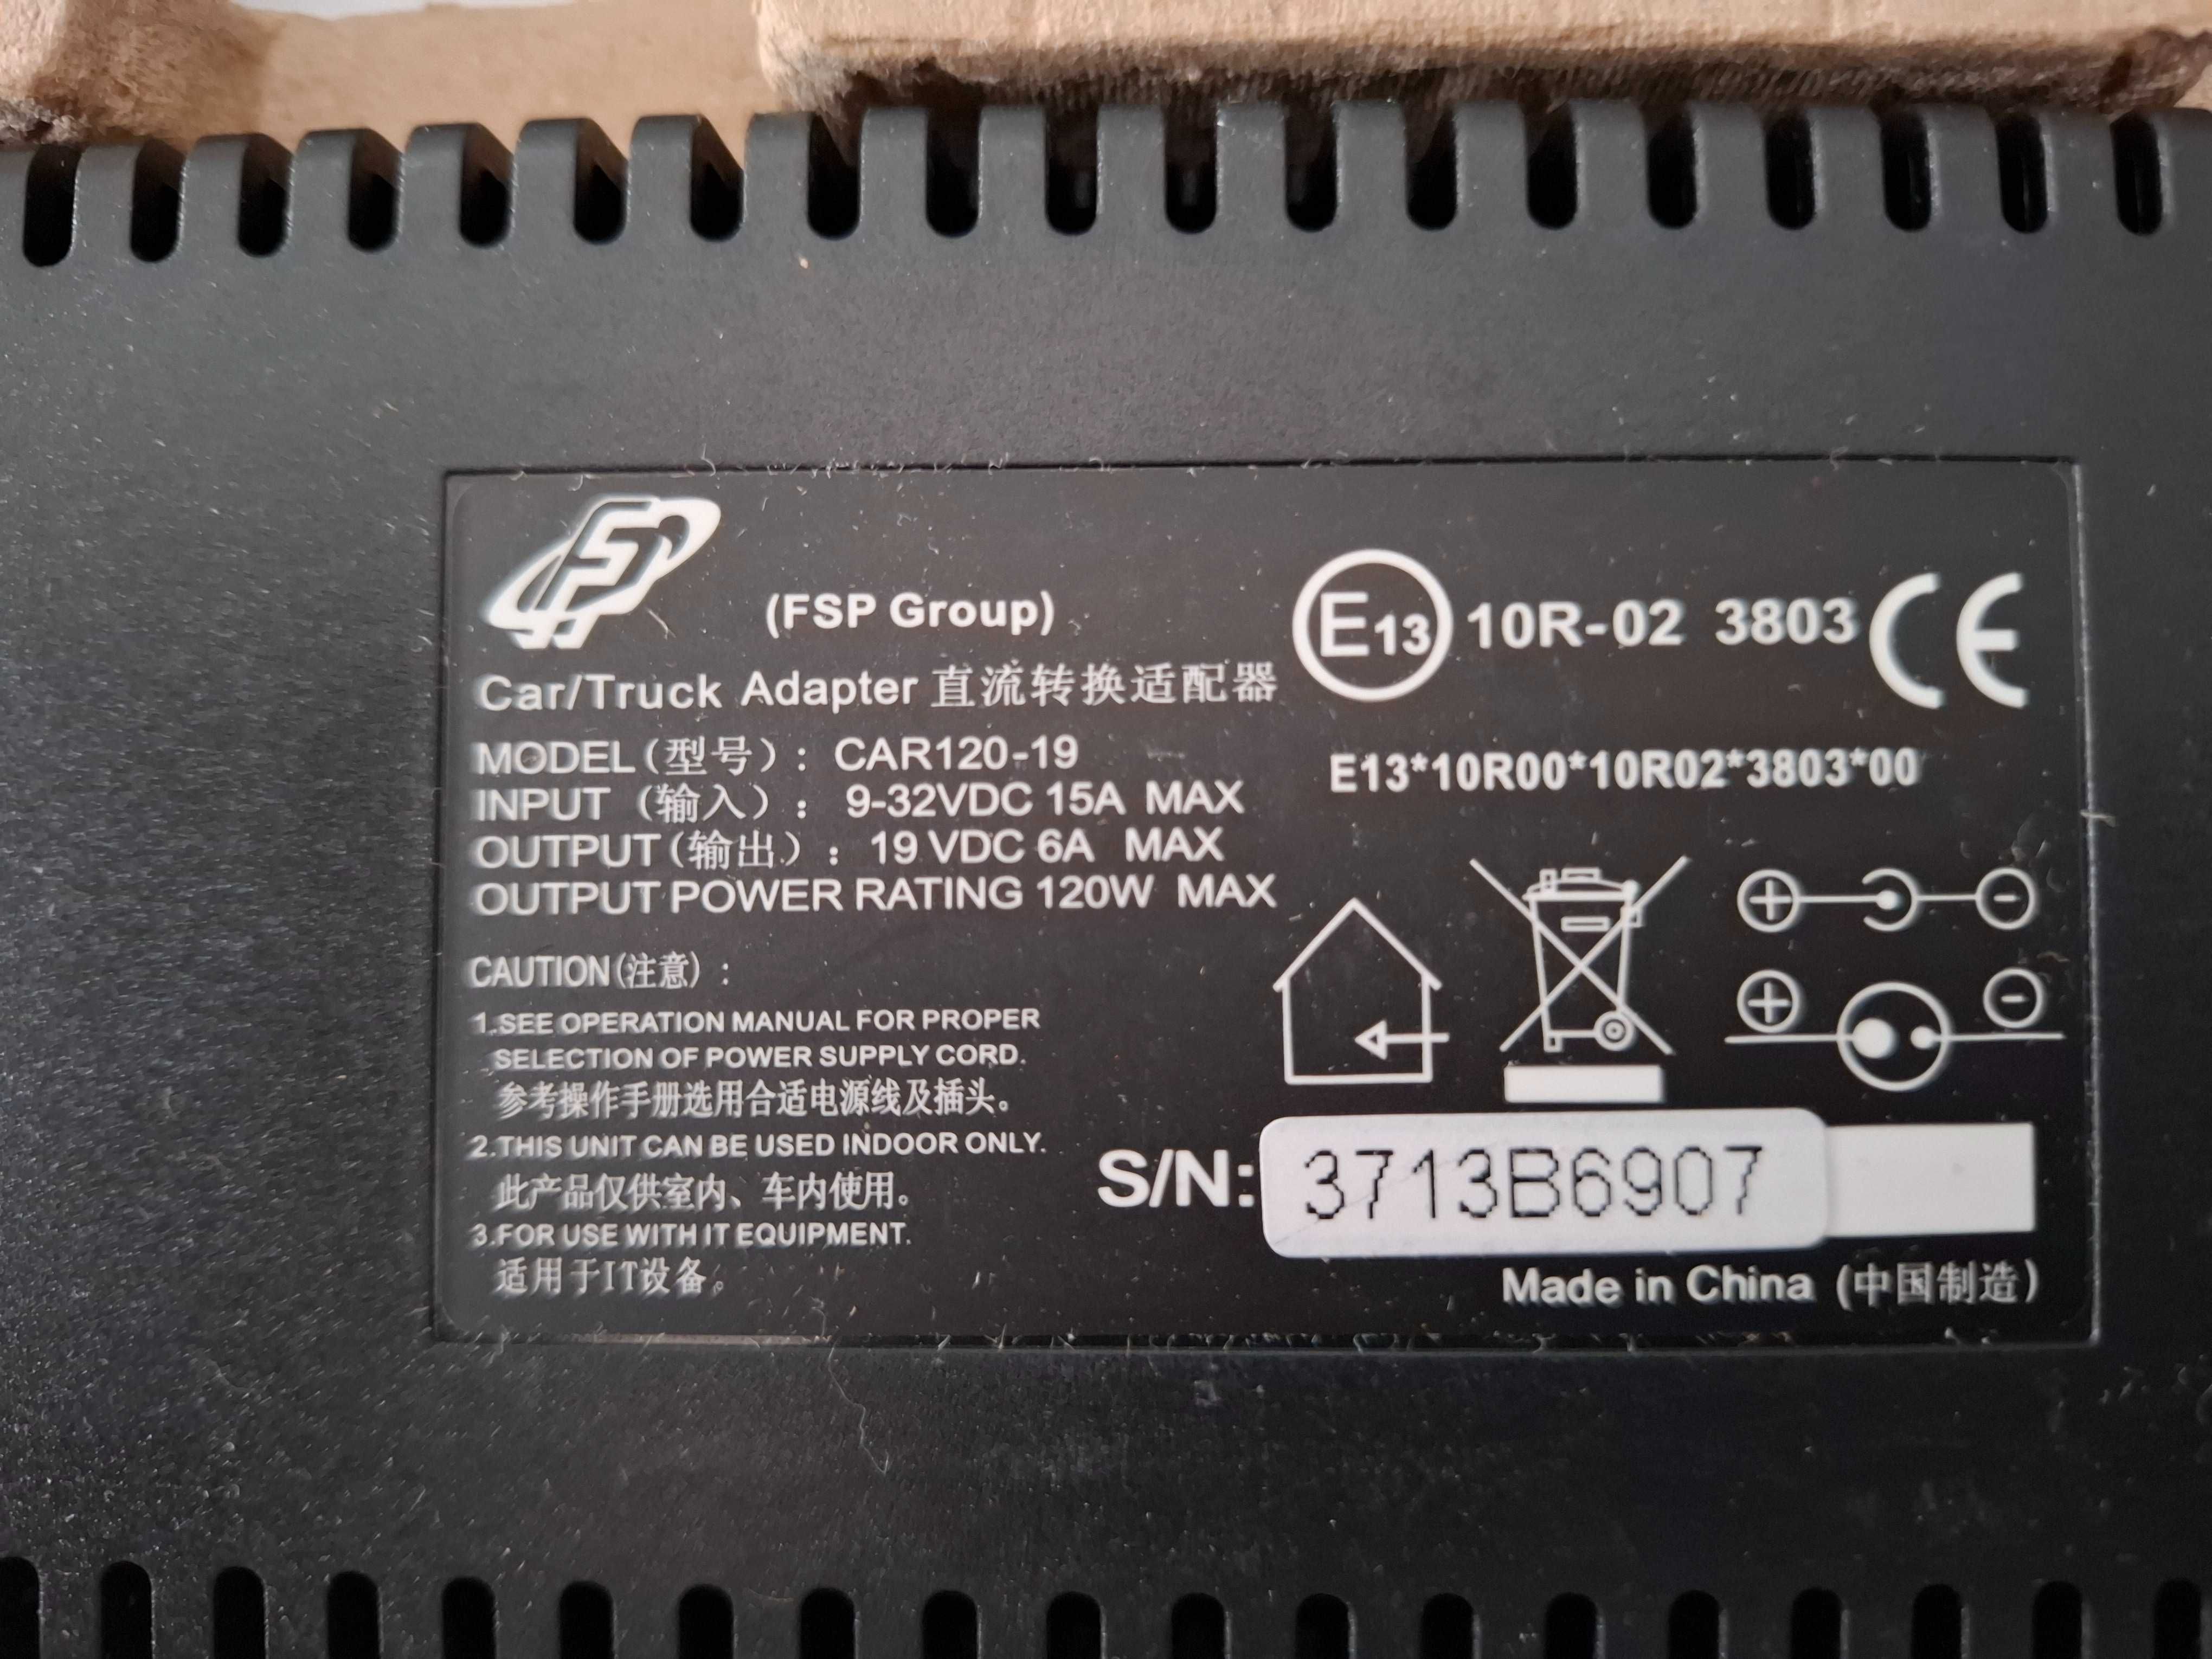 FSP
(FSP Group)
E13 10R-02 3803 CE
Car/Truck Adapter 直流转换适配器
MODEL(型号): CAR120-19
INPUT (输入): 9-32VDC 15A MAX
OUTPUT(输出): 19 VDC 6A MAX
OUTPUT POWER RATING 120W MAX
E13*10R00*10R02*3803*00
CAUTION(注意):
1.SEE OPERATION MANUAL FOR PROPER
SELECTION OF POWER SUPPLY CORD.
参考操作手册选用合适电源线及插头。
2.THIS UNIT CAN BE USED INDOOR ONLY.
此产品仅供室内、车内使用。
3.FOR USE WITH IT EQUIPMENT.
适用于IT设备。
S/N: 3713B6907
Made in China (中国制造)